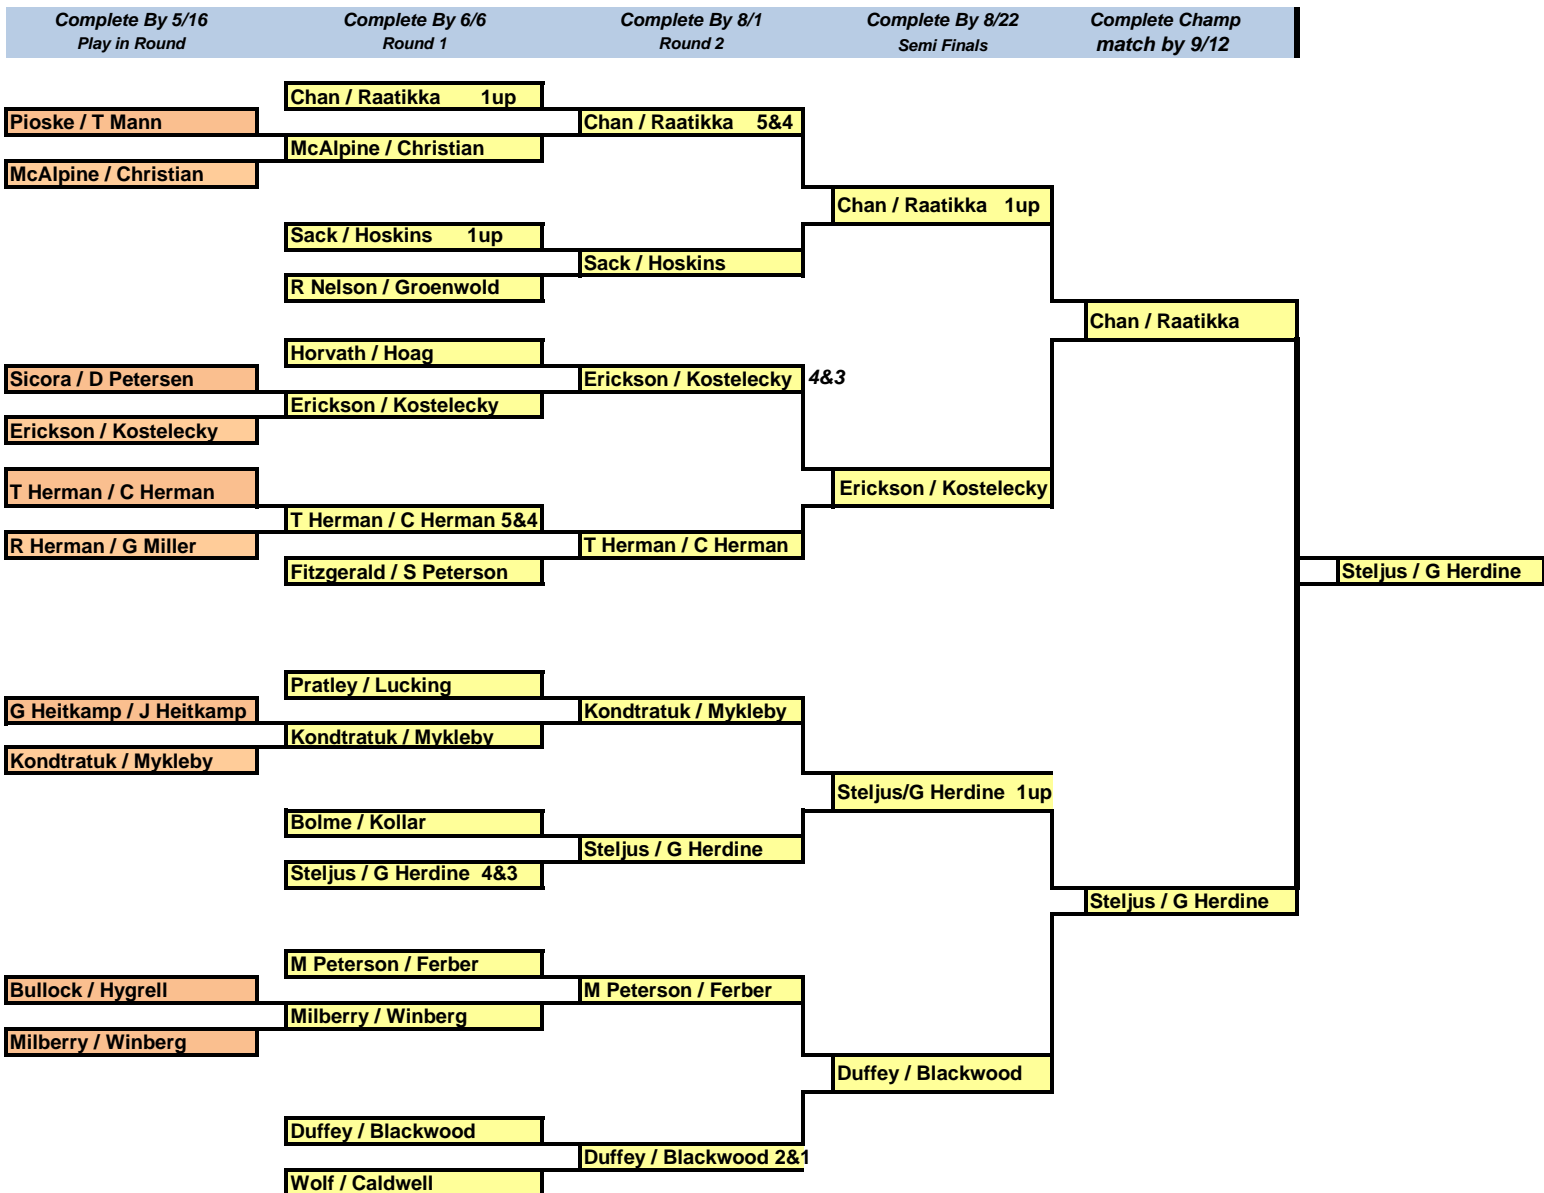 Complete By 5/16
Play in Round
Complete By 6/6
Round 1
Complete By 8/1
Round 2
Complete By 8/22
Semi Finals
Complete Champ
match by 9/12
Chan / Raatikka 1up
Pioske / T Mann
Chan / Raatikka 5&4
McAlpine / Christian
McAlpine / Christian
Chan / Raatikka 1up
Sack / Hoskins 1up
Sack / Hoskins
R Nelson / Groenwold
Chan / Raatikka
Horvath / Hoag
Sicora / D Petersen
Erickson / Kostelecky 4&3
Erickson / Kostelecky
Erickson / Kostelecky
T Herman / C Herman
Erickson / Kostelecky
T Herman / C Herman 5&4
R Herman / G Miller
T Herman / C Herman
Fitzgerald / S Peterson
Steljus / G Herdine
Pratley / Lucking
G Heitkamp / J Heitkamp
Kondtratuk / Mykleby
Kondtratuk / Mykleby
Kondtratuk / Mykleby
Steljus/G Herdine 1up
Bolme / Kollar
Steljus / G Herdine
Steljus / G Herdine 4&3
Steljus / G Herdine
M Peterson / Ferber
Bullock / Hygrell
M Peterson / Ferber
Milberry / Winberg
Milberry / Winberg
Duffey / Blackwood
Duffey / Blackwood
Duffey / Blackwood 2&1
Wolf / Caldwell